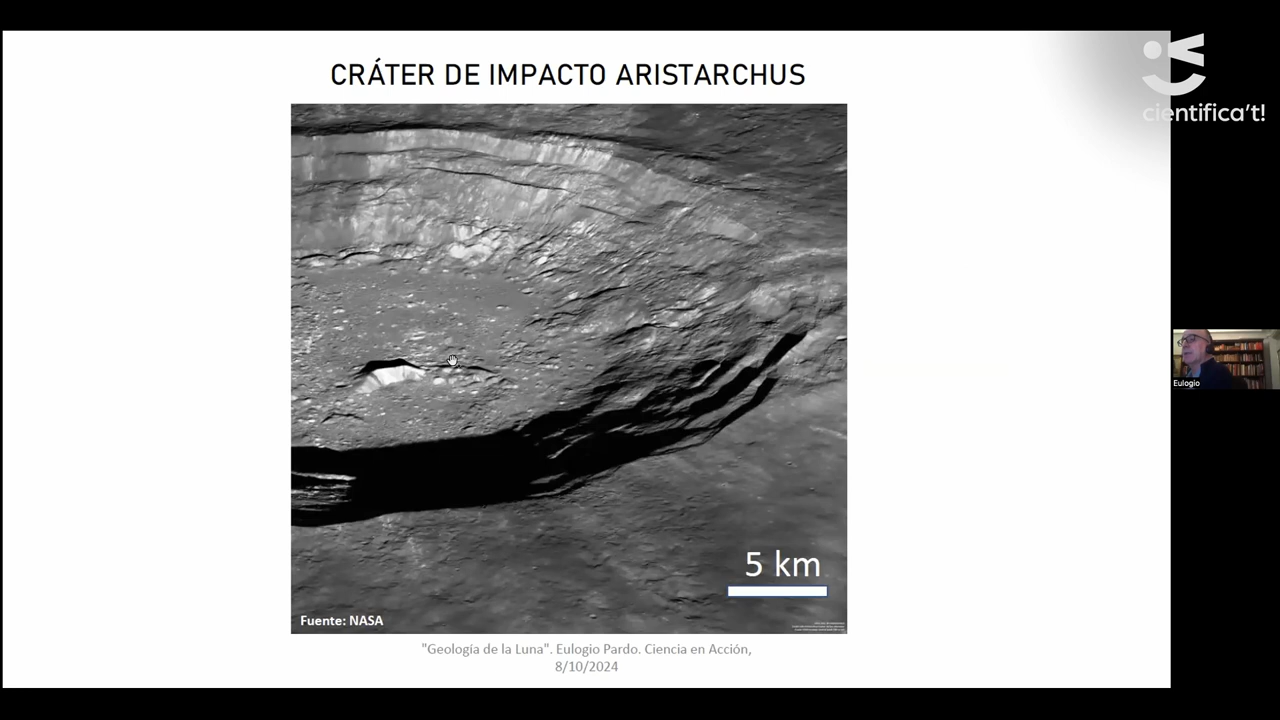 CRÁTER DE IMPACTO ARISTARCHUS
cientifica't!
Eulogio
5 km
Fuente: NASA
"Geología de la Luna". Eulogio Pardo. Ciencia en Acción,
8/10/2024